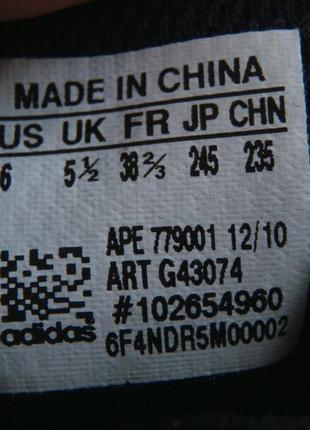 MADE IN CHINA
US UK FR JP CHN
6 5½ 38⅔ 245 235
APE 779001 12/10
ART G43074
#102654960
adidas 6F4NDR5M00002